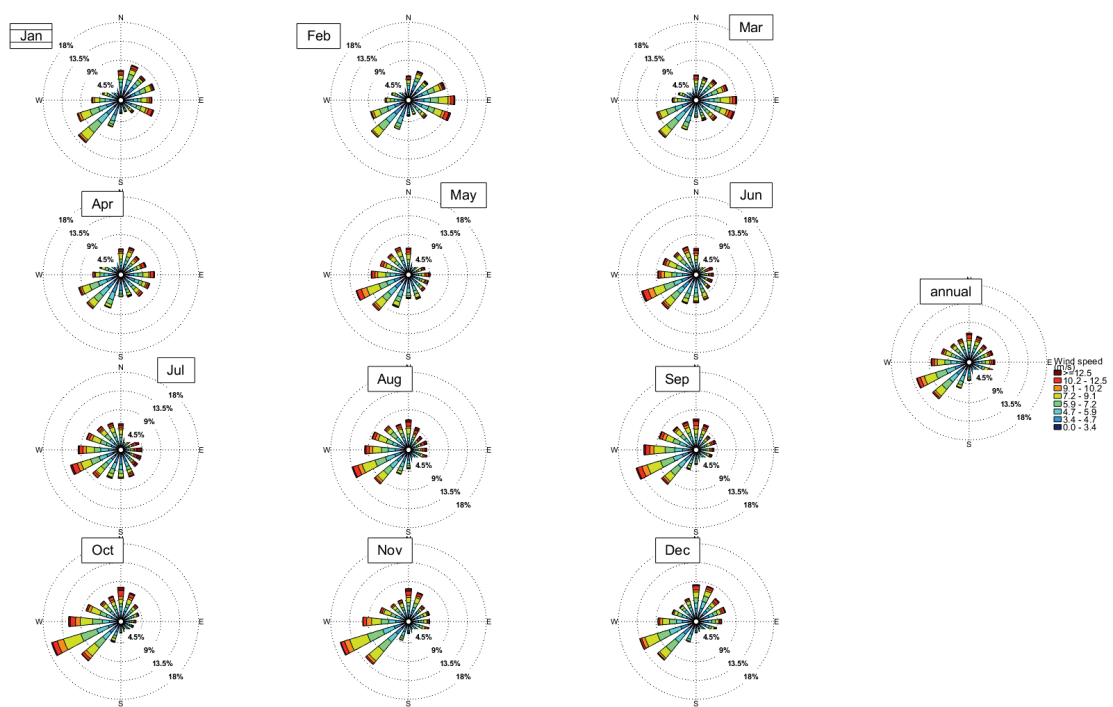 N
Jan
18%
13.5%
9%
4.5%
W
E
S
N
Feb
18%
13.5%
9%
4.5%
W
E
S
N
Mar
18%
13.5%
9%
4.5%
W
E
S
N
Apr
18%
13.5%
9%
4.5%
W
E
S
N
May
18%
13.5%
9%
4.5%
W
E
S
N
Jun
18%
13.5%
9%
4.5%
W
E
S
N
annual
W
E
4.5%
9%
13.5%
18%
S
Wind speed
(m/s)
>=12.5
10.2 - 12.5
9.1 - 10.2
7.2 - 9.1
5.9 - 7.2
4.7 - 5.9
3.4 - 4.7
0.0 - 3.4
N
Jul
18%
13.5%
9%
4.5%
W
E
S
Aug
W
E
4.5%
9%
13.5%
18%
S
Sep
W
E
4.5%
9%
13.5%
18%
S
N
Oct
W
E
4.5%
9%
13.5%
18%
S
N
Nov
W
E
4.5%
9%
13.5%
18%
S
N
Dec
W
E
4.5%
9%
13.5%
18%
S